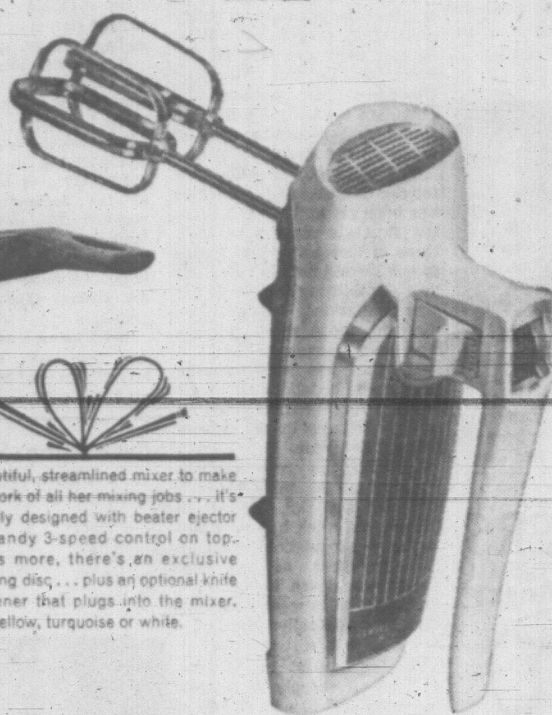 tiful, streamlined mixer to make
ork of all her mixing jobs ... it's
ly designed with beater ejector
andy 3-speed control on top.
s more, there's an exclusive
ng disc ... plus an optional knife
ener that plugs into the mixer.
ellow, turquoise or white.